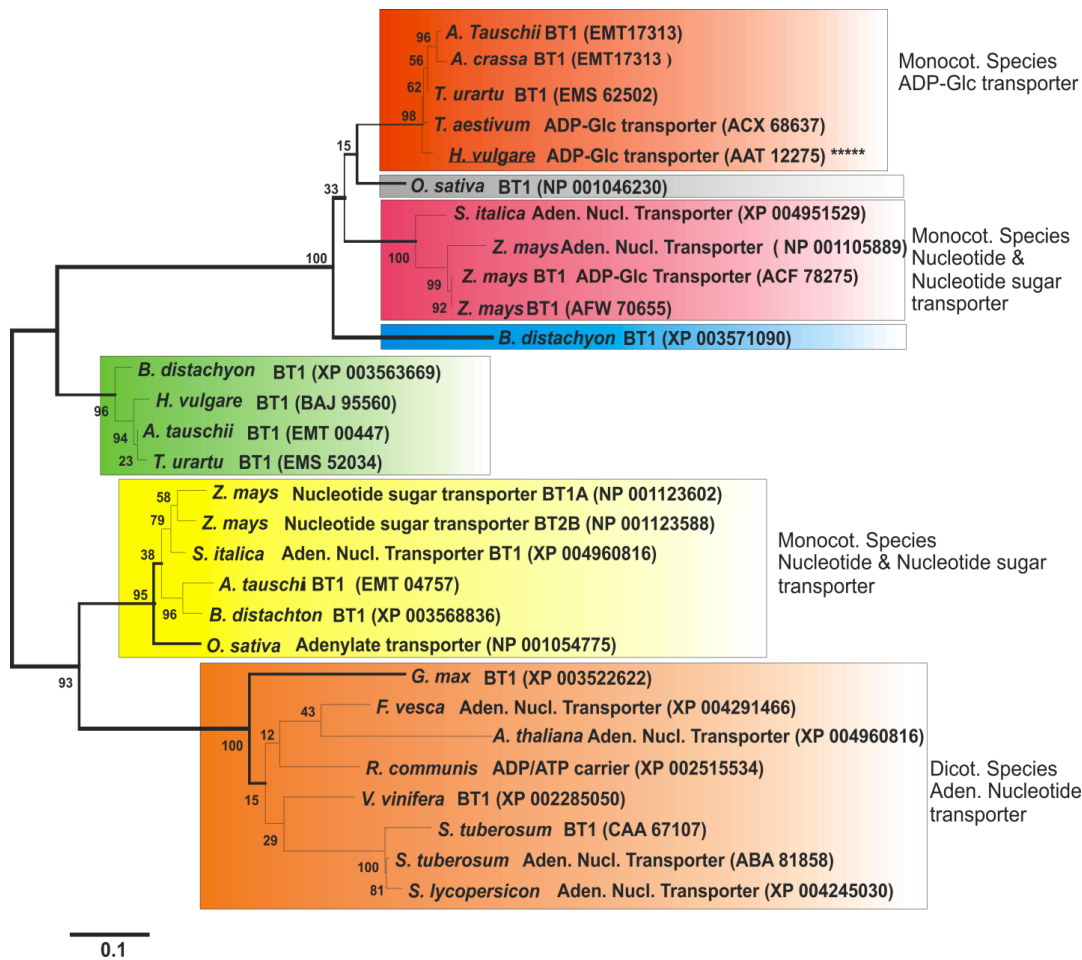 A. Tauschii BT1 (EMT17313)
96
A. crassa BT1 (EMT17313 )
56
Monocot. Species
ADP-Glc transporter
62
T. urartu BT1 (EMS 62502)
98
T. aestivum ADP-Glc transporter (ACX 68637)
15
H. vulgare ADP-Glc transporter (AAT 12275) *****
33
O. sativa BT1 (NP 001046230)
S. italica Aden. Nucl. Transporter (XP 004951529)
Z. mays Aden. Nucl. Transporter ( NP 001105889)
100
100
Monocot. Species
Nucleotide &
Nucleotide sugar
transporter
99
Z. mays BT1 ADP-Glc Transporter (ACF 78275)
92
Z. mays BT1 (AFW 70655)
B. distachyon BT1 (XP 003571090)
B. distachyon BT1 (XP 003563669)
96
H. vulgare BT1 (BAJ 95560)
94
A. tauschii BT1 (EMT 00447)
23
T. urartu BT1 (EMS 52034)
58
Z. mays Nucleotide sugar transporter BT1A (NP 001123602)
79
Z. mays Nucleotide sugar transporter BT2B (NP 001123588)
38
S. italica Aden. Nucl. Transporter BT1 (XP 004960816)
Monocot. Species
Nucleotide & Nucleotide sugar
transporter
95
A. tauschi BT1 (EMT 04757)
96
B. distachton BT1 (XP 003568836)
O. sativa Adenylate transporter (NP 001054775)
93
G. max BT1 (XP 003522622)
43
F. vesca Aden. Nucl. Transporter (XP 004291466)
100
12
A. thaliana Aden. Nucl. Transporter (XP 004960816)
R. communis ADP/ATP carrier (XP 002515534)
15
V. vinifera BT1 (XP 002285050)
Dicot. Species
Aden. Nucleotide
transporter
29
S. tuberosum BT1 (CAA 67107)
100
S. tuberosum Aden. Nucl. Transporter (ABA 81858)
81
S. lycopersicon Aden. Nucl. Transporter (XP 004245030)
0.1